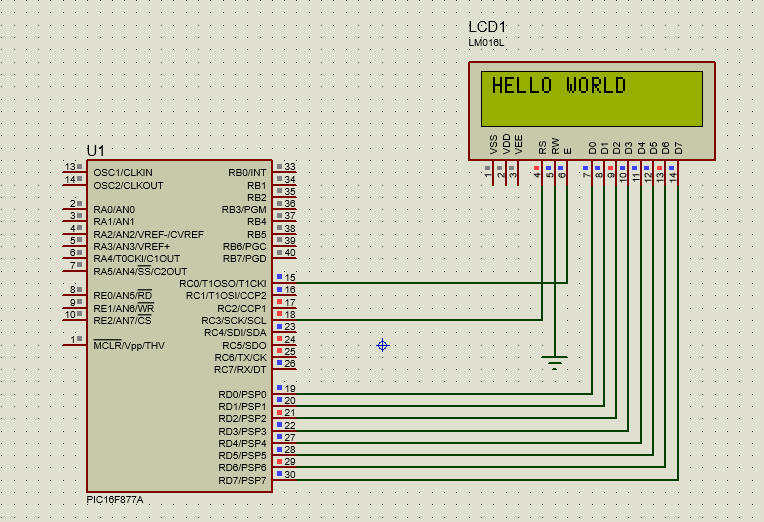 LCD1
LM016L
HELLO WORLD
VSS VDD VEE RS RW E D0 D1 D2 D3 D4 D5 D6 D7
1 2 3 4 5 6 7 8 9 10 11 12 13 14
U1
13 OSC1/CLKIN RB0/INT 33
14 OSC2/CLKOUT RB1 34
RB2 35
2 RA0/AN0 RB3/PGM 36
3 RA1/AN1 RB4 37
4 RA2/AN2/VREF-/CVREF RB5 38
5 RA3/AN3/VREF+ RB6/PGC 39
6 RA4/T0CKI/C1OUT RB7/PGD 40
7 RA5/AN4/SS/C2OUT
RC0/T1OSO/T1CKI 15
8 RE0/AN5/RD RC1/T1OSI/CCP2 16
9 RE1/AN6/WR RC2/CCP1 17
10 RE2/AN7/CS RC3/SCK/SCL 18
RC4/SDI/SDA 23
1 MCLR/Vpp/THV RC5/SDO 24
RC6/TX/CK 25
RC7/RX/DT 26
RD0/PSP0 19
RD1/PSP1 20
RD2/PSP2 21
RD3/PSP3 22
RD4/PSP4 27
RD5/PSP5 28
RD6/PSP6 29
RD7/PSP7 30
PIC16F877A